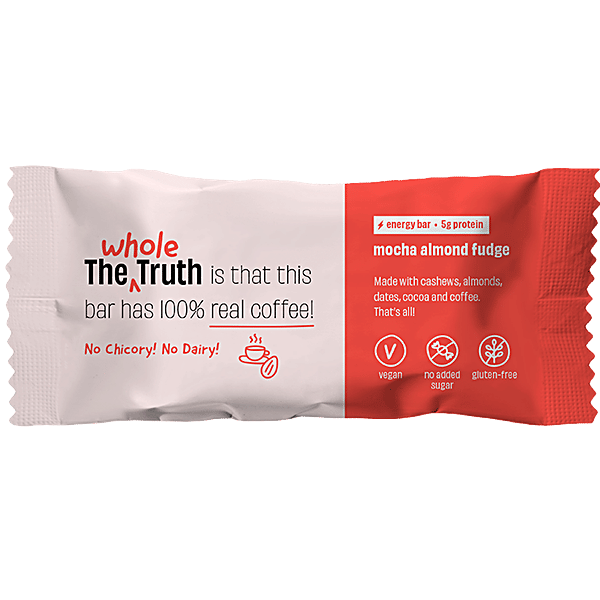 whole
The Truth is that this
bar has 100% real coffee!
No Chicory! No Dairy!
energy bar • 5g protein
mocha almond fudge
Made with cashews, almonds,
dates, cocoa and coffee.
That's all!
V
vegan
no added
sugar
gluten-free